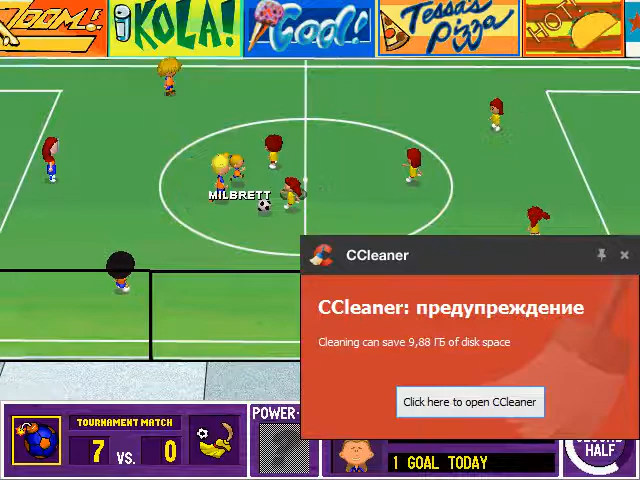 ZOOM!
¡KOLA!
Cool!
Tessa's
Pizza
HOT!
MILBRETT
CCleaner
CCleaner: предупреждение
Cleaning can save 9,88 ГБ of disk space
Click here to open CCleaner
TOURNAMENT MATCH
7 VS. 0
POWER-
1 GOAL TODAY
SECOND
HALF